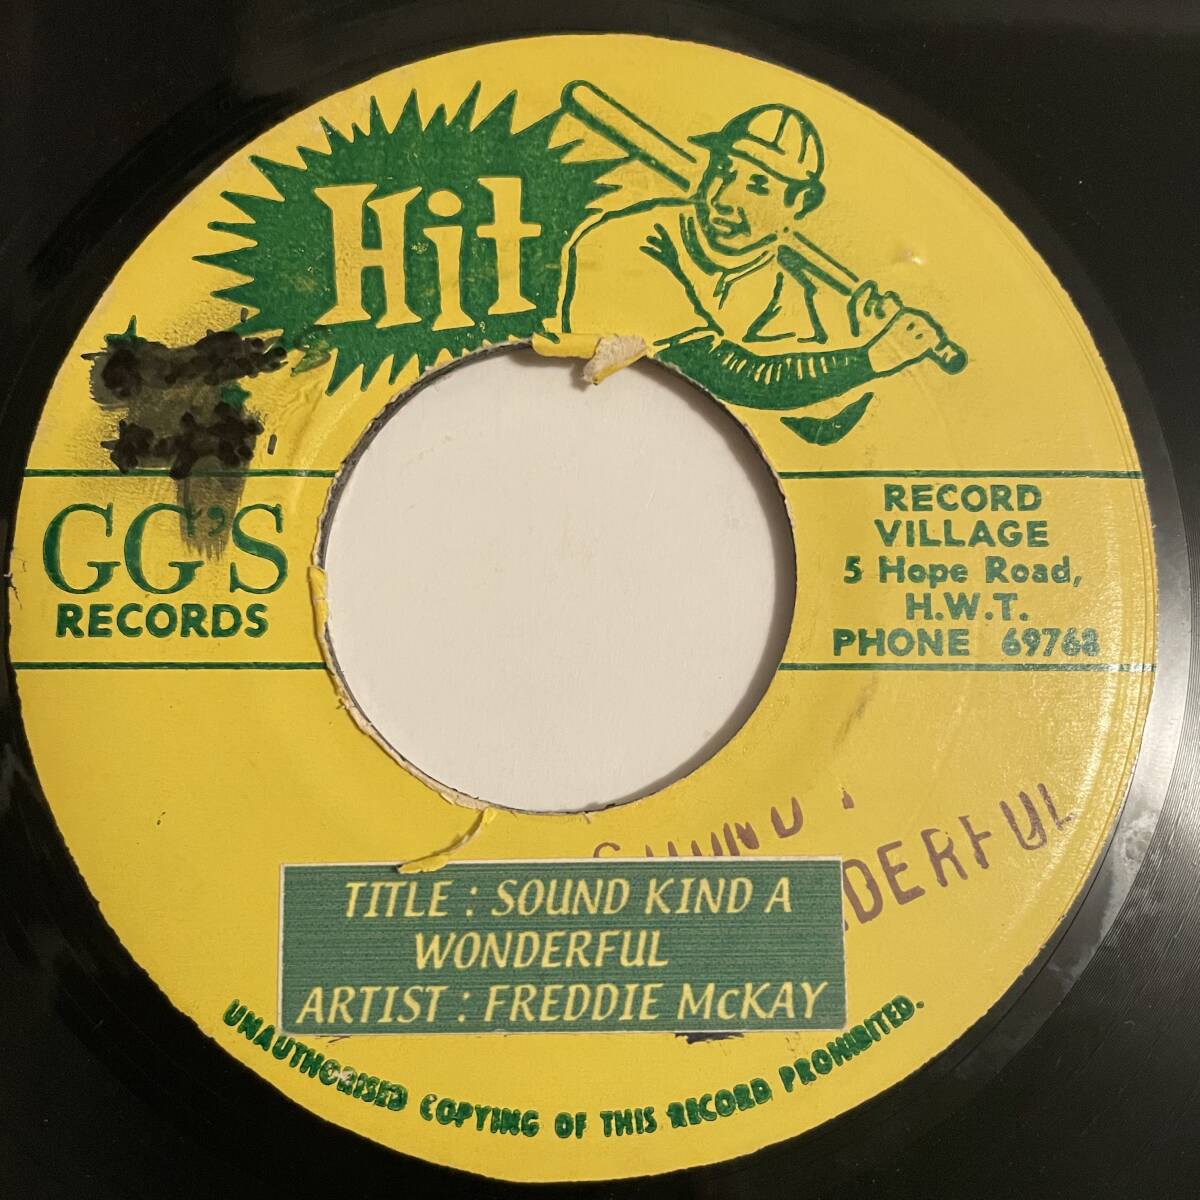 Hit
GG'S
RECORDS
RECORD
VILLAGE
5 Hope Road,
H.W.T.
PHONE 69768
DERFUL
TITLE : SOUND KIND A
WONDERFUL
ARTIST : FREDDIE McKAY
UNAUTHORISED COPYING OF THIS RECORD PROHIBITED.